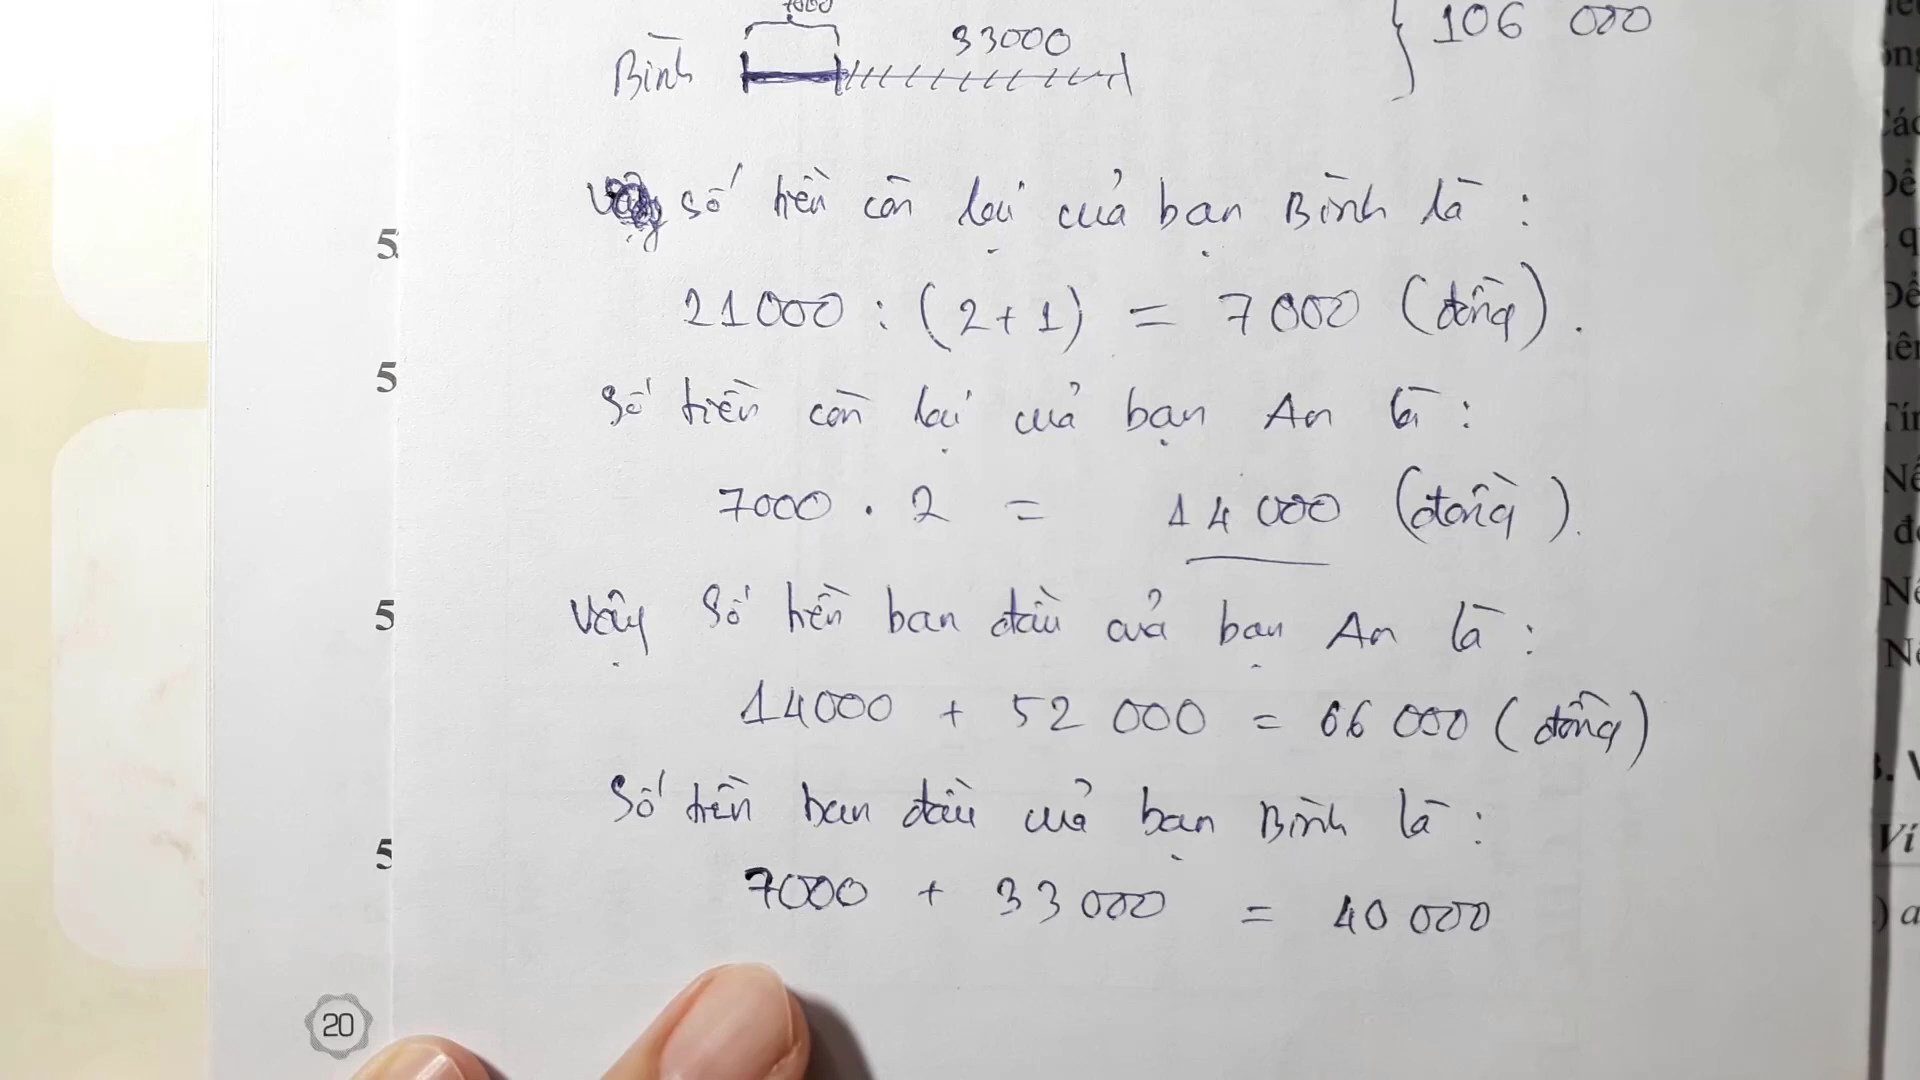 7000
33000
Bình
106 000
Vậy số tiền còn lại của bạn Bình là :
5
21000 : (2+1) = 7000 (đồng).
5
Số tiền còn lại của bạn An là :
7000 . 2 = 14 000 (đồng).
Vậy số tiền ban đầu của bạn An là :
5
14000 + 52 000 = 66 000 (đồng)
Số tiền ban đầu của bạn Bình là :
5
7000 + 33 000 = 40 000
20